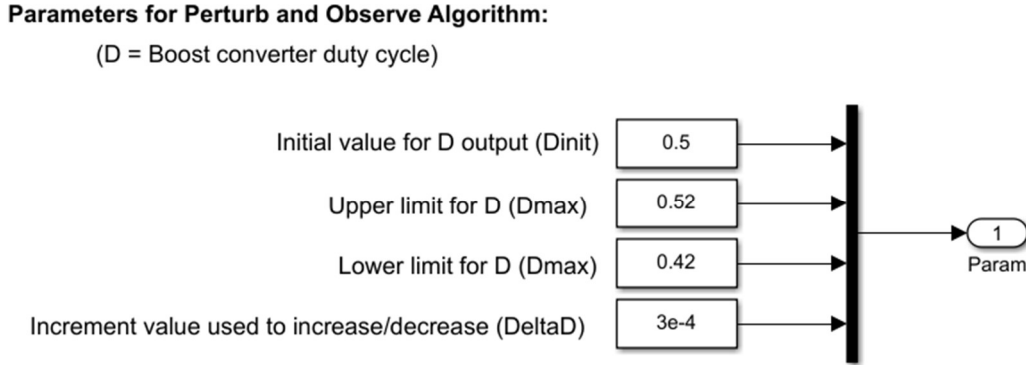 Parameters for Perturb and Observe Algorithm:
(D = Boost converter duty cycle)
Initial value for D output (Dinit) 0.5
Upper limit for D (Dmax) 0.52
Lower limit for D (Dmax) 0.42
Increment value used to increase/decrease (DeltaD) 3e-4
1
Param